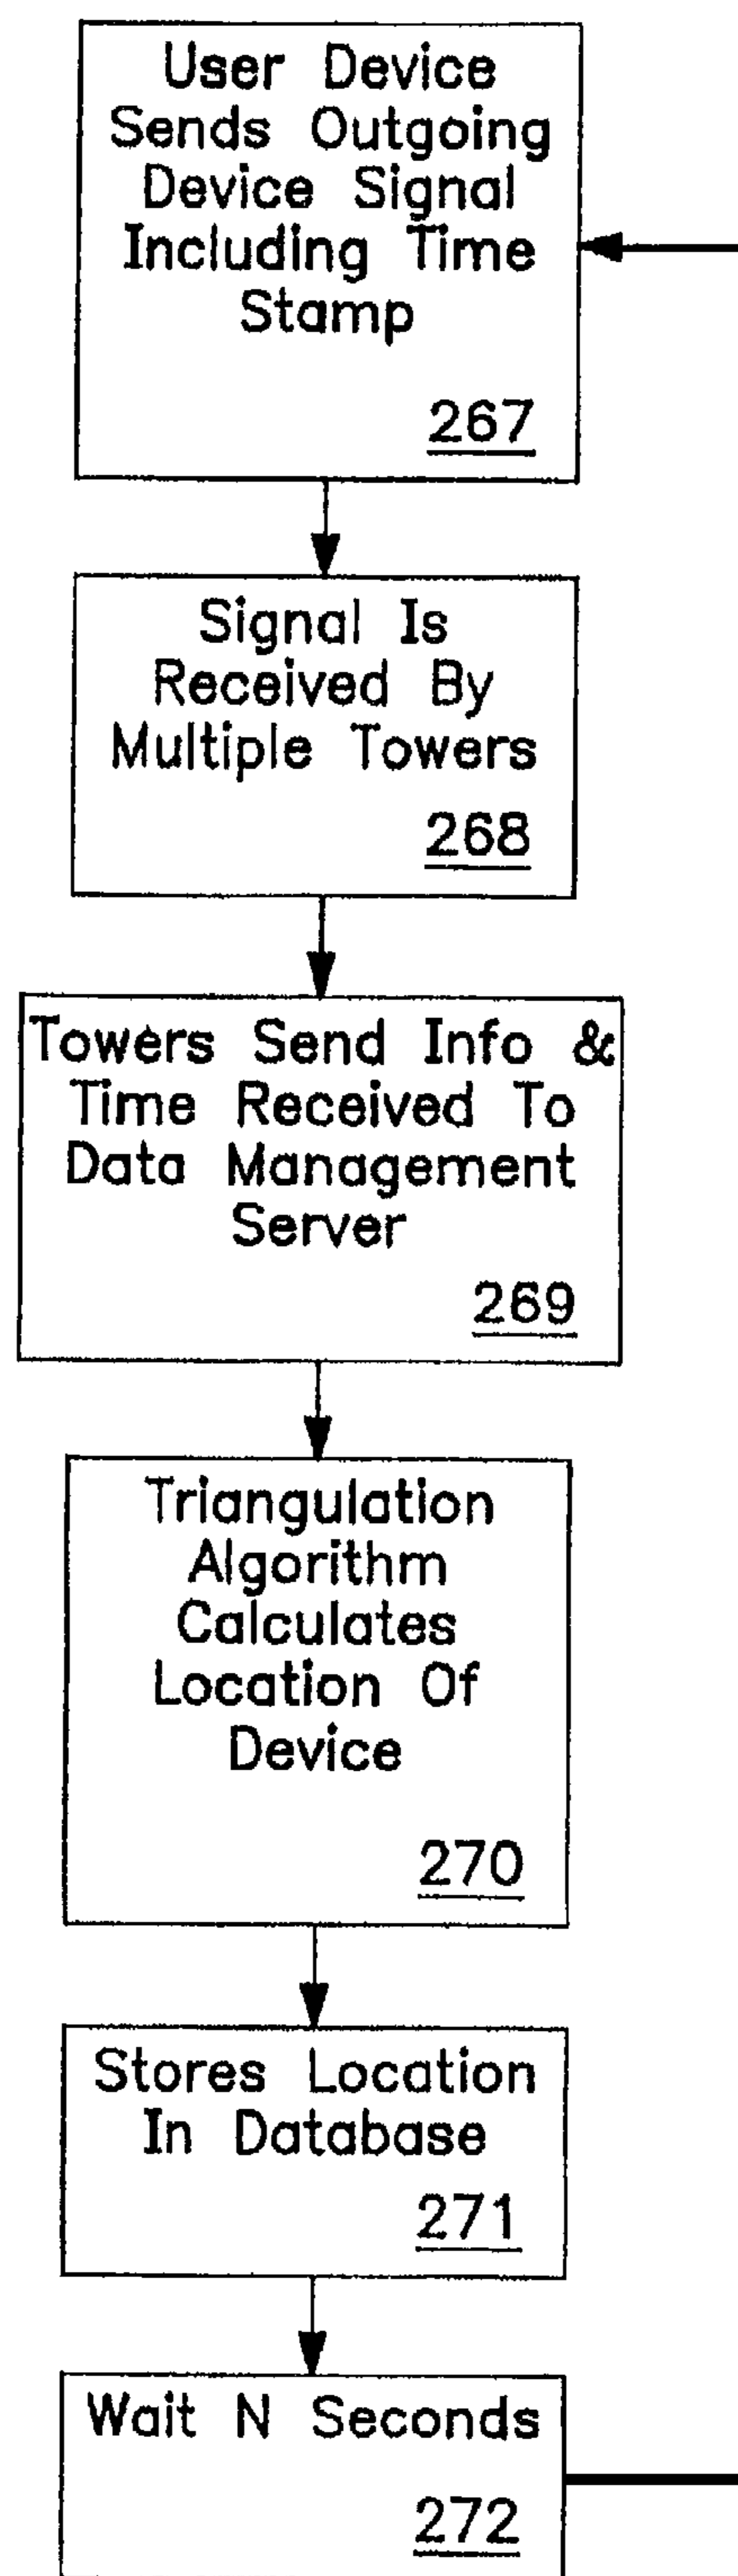 User Device
Sends Outgoing
Device Signal
Including Time
Stamp
267
Signal Is
Received By
Multiple Towers
268
Towers Send Info &
Time Received To
Data Management
Server
269
Triangulation
Algorithm
Calculates
Location Of
Device
270
Stores Location
In Database
271
Wait N Seconds
272